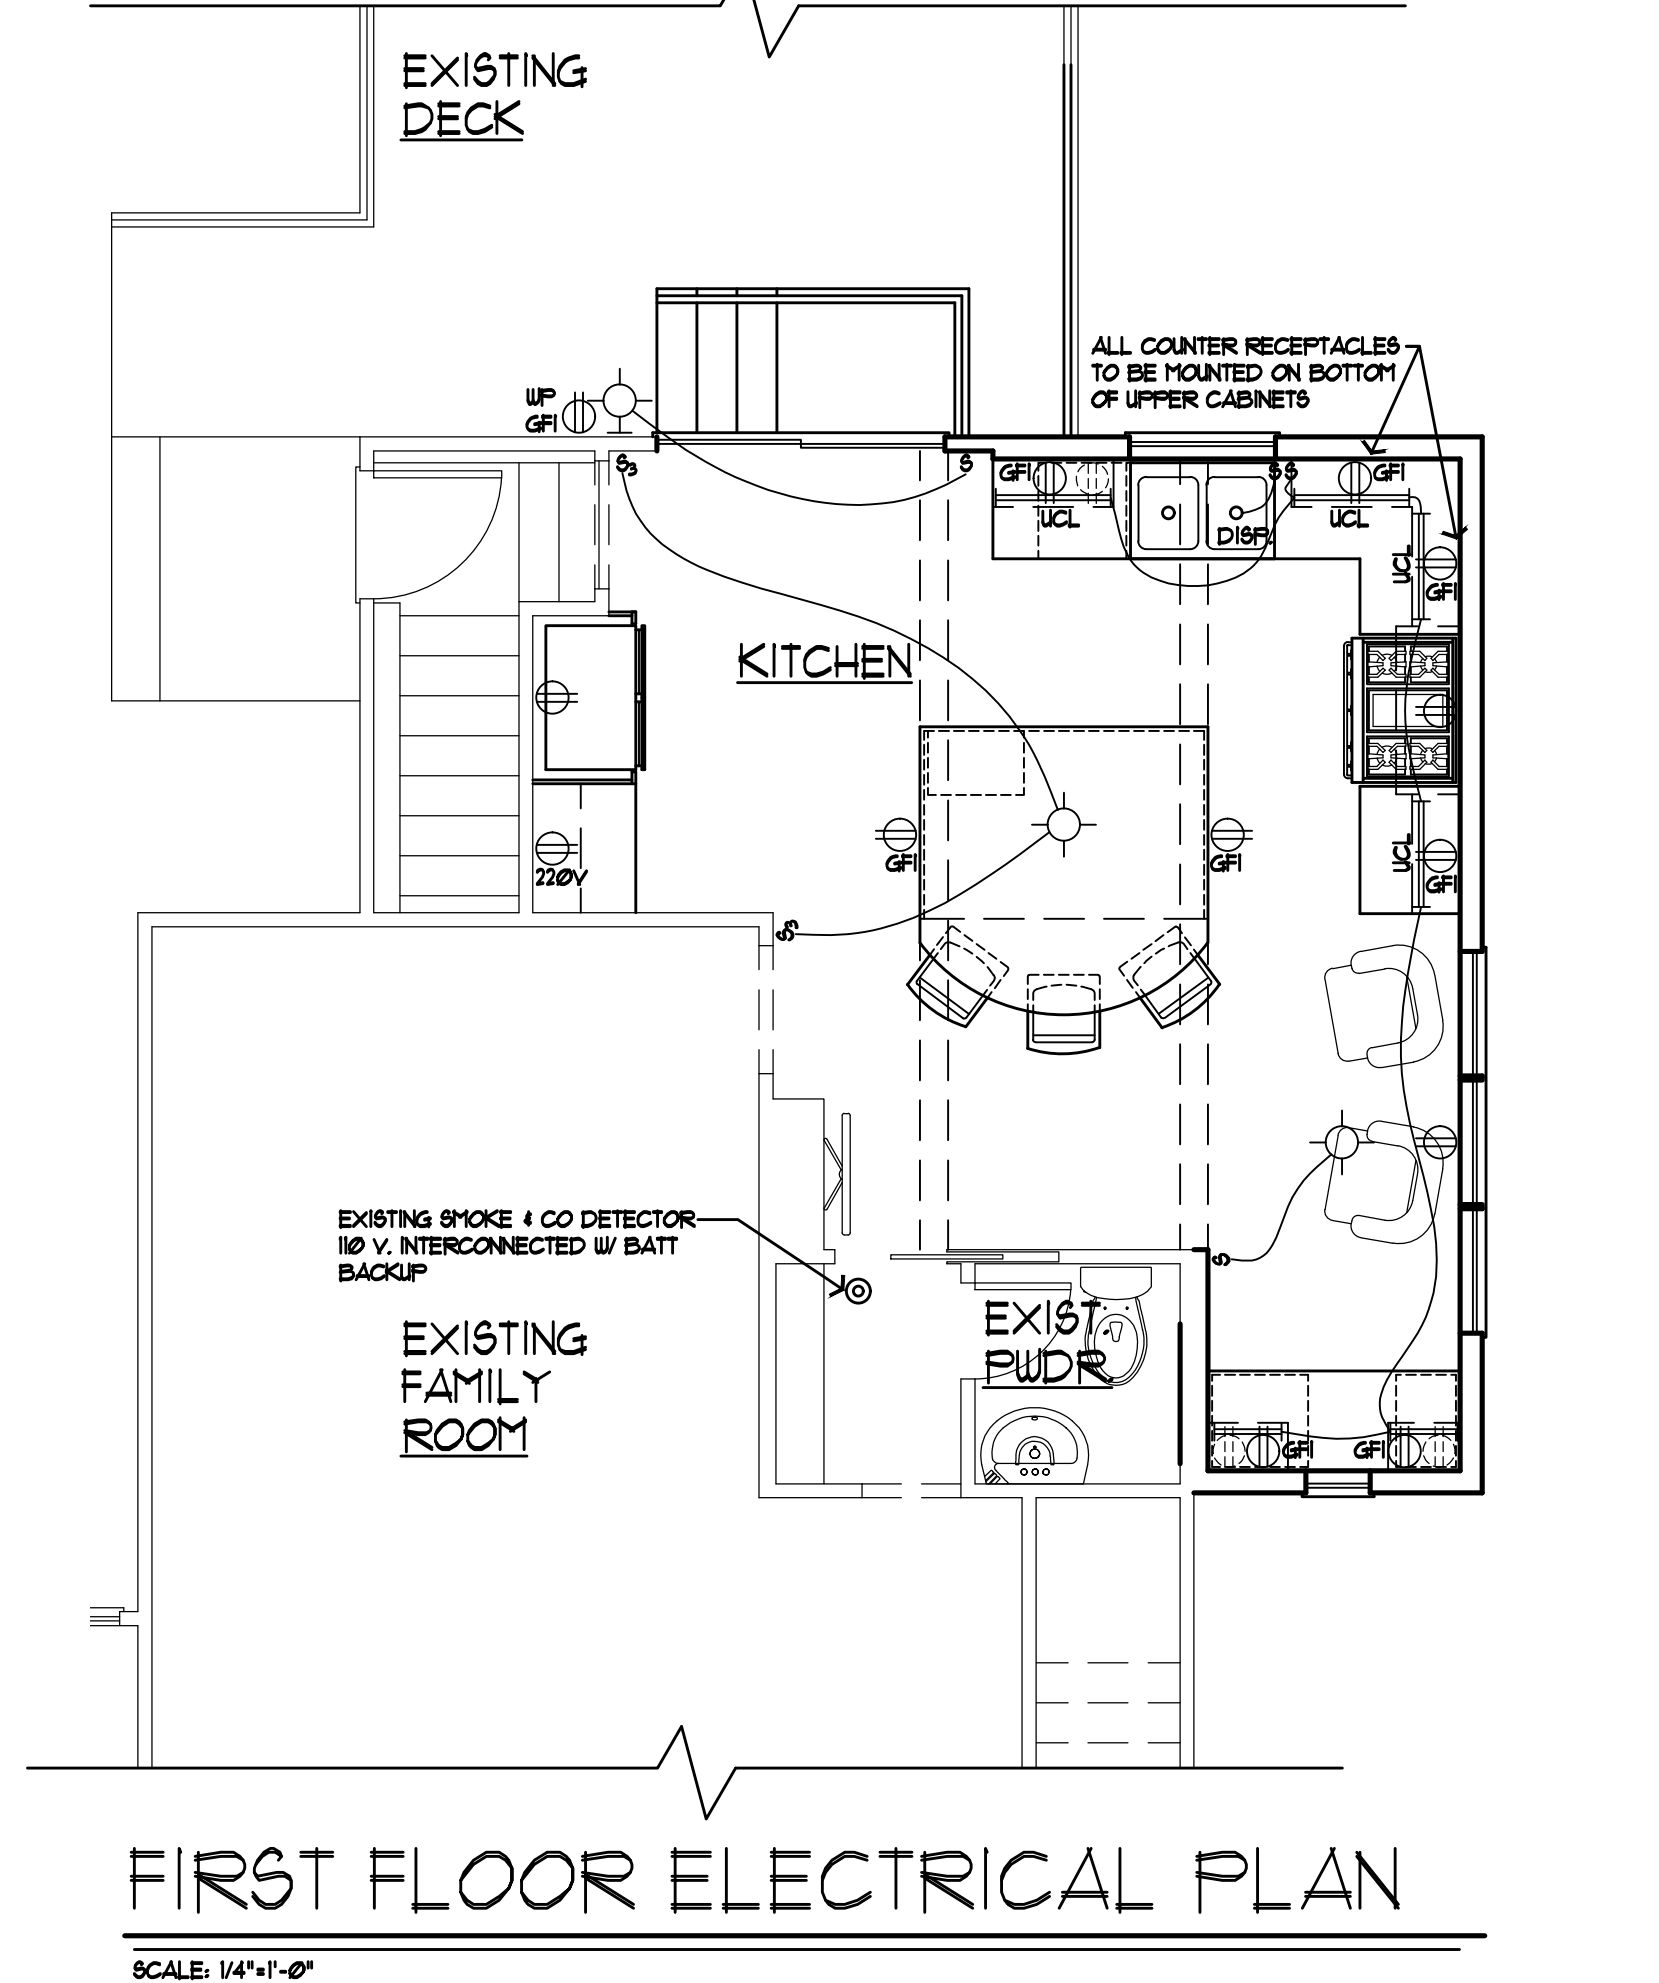 EXISTING
DECK
ALL COUNTER RECEPTACLES
TO BE MOUNTED ON BOTTOM
OF UPPER CABINETS
WP
GFI
S3
S
GFI
S S
GFI
UCL
UCL
DISP.
UCL
GFI
KITCHEN
GFI
GFI
UCL
GFI
220V
S3
EXISTING SMOKE & CO DETECTOR
110 V. INTERCONNECTED W/ BATT
BACKUP
S
EXISTING
FAMILY
ROOM
EXIST
PWDR.
GFI
GFI
FIRST FLOOR ELECTRICAL PLAN
SCALE: 1/4"=1'-0"